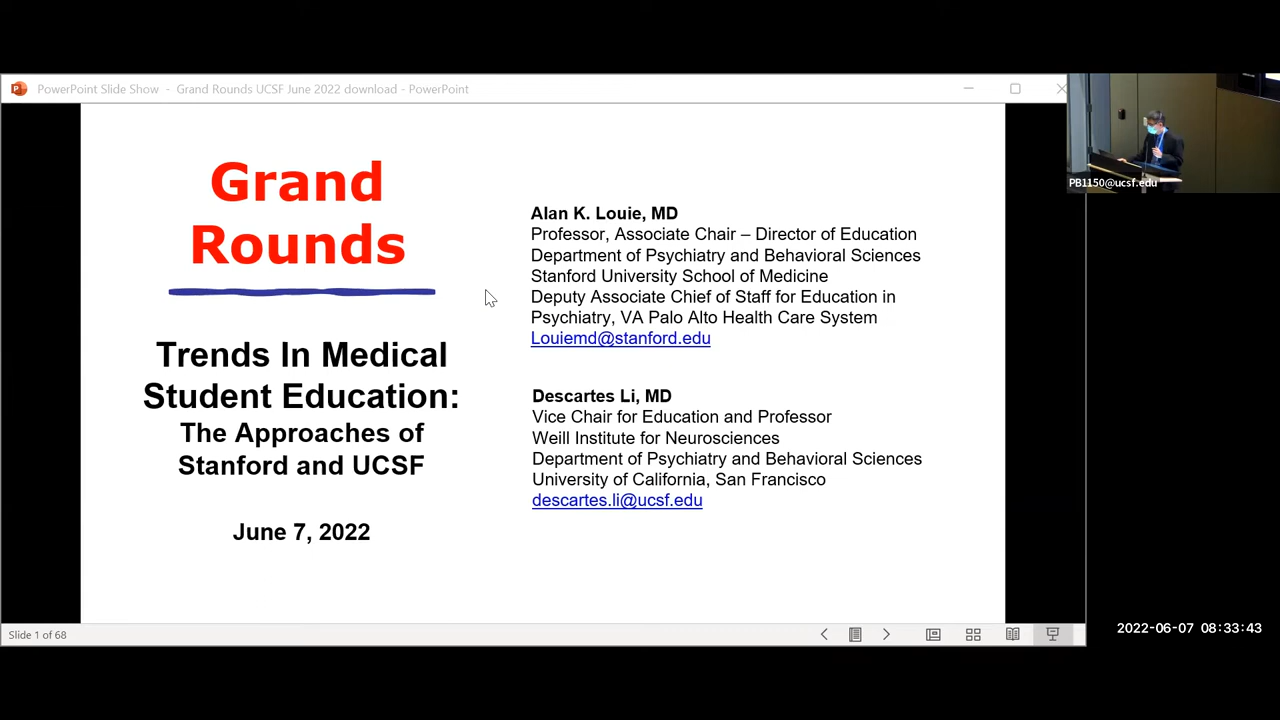 PowerPoint Slide Show - Grand Rounds UCSF June 2022 download - PowerPoint
PB1150@ucsf.edu
Grand
Rounds
Trends In Medical
Student Education:
The Approaches of
Stanford and UCSF
June 7, 2022
Alan K. Louie, MD
Professor, Associate Chair – Director of Education
Department of Psychiatry and Behavioral Sciences
Stanford University School of Medicine
Deputy Associate Chief of Staff for Education in
Psychiatry, VA Palo Alto Health Care System
Louiemd@stanford.edu
Descartes Li, MD
Vice Chair for Education and Professor
Weill Institute for Neurosciences
Department of Psychiatry and Behavioral Sciences
University of California, San Francisco
descartes.li@ucsf.edu
Slide 1 of 68
2022-06-07 08:33:43